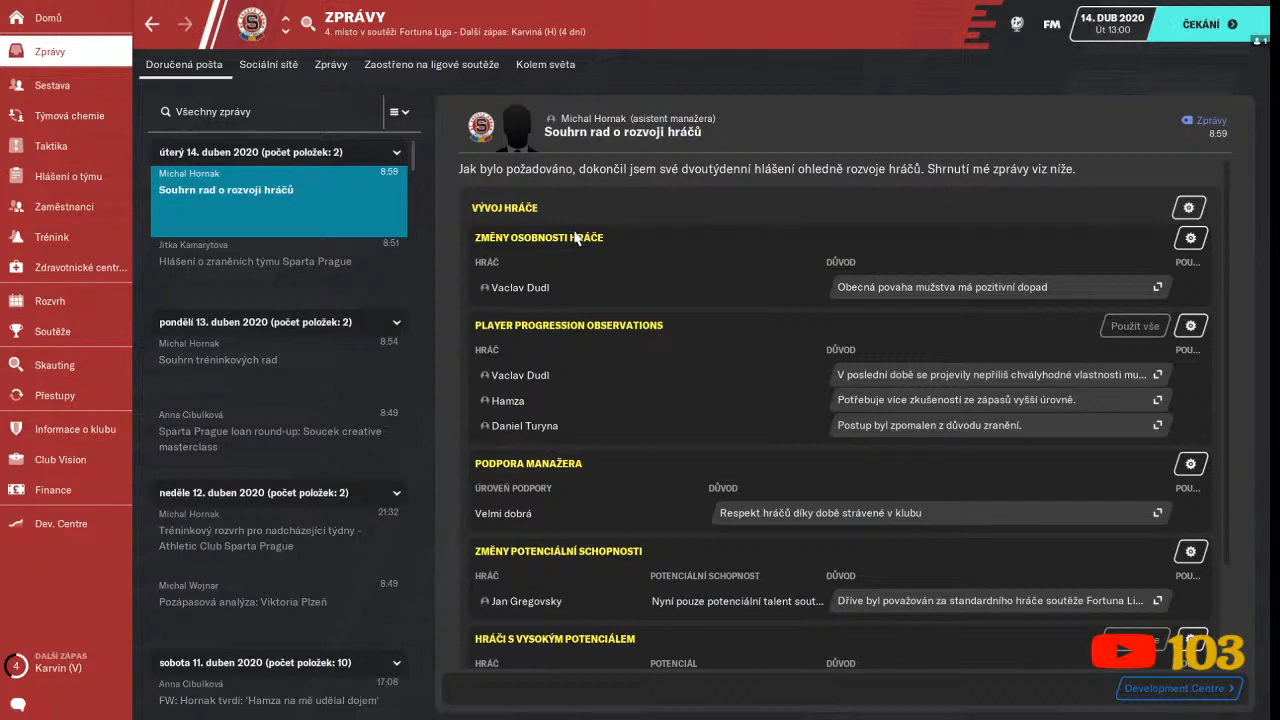 Domů
Zprávy
Sestava
Týmová chemie
Taktika
Hlášení o týmu
Zaměstnancí
Trénink
Zdravotnické centr...
Rozvrh
Soutěže
Skauting
Přestupy
Informace o klubu
Club Vision
Finance
Dev. Centre
4
DALŠÍ ZÁPAS
Karvin (V)
ZPRÁVY
4. místo v soutěži Fortuna Liga - Další zápas: Karviná (H) (4 dni)
FM
14. DUB 2020
Út 13:00
ČEKÁNÍ
1
Doručená pošta
Sociální sítě
Zprávy
Zaostřeno na ligové soutěže
Kolem světa
Všechny zprávy
úterý 14. duben 2020 (počet položek: 2)
Michal Hornak 8:59
Souhrn rad o rozvoji hráčů
Jitka Kamarytova 8:51
Hlášení o zraněních týmu Sparta Prague
pondělí 13. duben 2020 (počet položek: 2)
Michal Hornak 8:54
Souhrn tréninkových rad
Anna Cibulková 8:49
Sparta Prague loan round-up: Soucek creative
masterclass
neděle 12. duben 2020 (počet položek: 2)
Michal Hornak 21:32
Tréninkový rozvrh pro nadcházející týdny -
Athletic Club Sparta Prague
Michal Wojnar 8:49
Pozápasová analýza: Viktoria Plzeň
sobota 11. duben 2020 (počet položek: 10)
Anna Cibulková 17:08
FW: Hornak tvrdí: 'Hamza na mě udělal dojem'
Michal Hornak (asistent manažera)
Souhrn rad o rozvoji hráčů
Zprávy
8:59
Jak bylo požadováno, dokončil jsem své dvoutýdenní hlášení ohledně rozvoje hráčů. Shrnutí mé zprávy viz níže.
VÝVOJ HRÁČE
ZMĚNY OSOBNOSTI HRÁČE
HRÁČ DŮVOD POU...
Vaclav Dudl Obecná povaha mužstva má pozitivní dopad
PLAYER PROGRESSION OBSERVATIONS Použít vše
HRÁČ DŮVOD POU...
Vaclav Dudl V poslední době se projevily nepříliš chvályhodné vlastnosti mu...
Hamza Potřebuje více zkušeností ze zápasů vyšší úrovně.
Daniel Turyna Postup byl zpomalen z důvodu zranění.
PODPORA MANAŽERA
ÚROVEŇ PODPORY DŮVOD POU...
Velmi dobrá Respekt hráčů díky době strávené v klubu
ZMĚNY POTENCIÁLNÍ SCHOPNOSTI
HRÁČ POTENCIÁLNÍ SCHOPNOST DŮVOD POU...
Jan Gregovsky Nyní pouze potenciální talent sout... Dříve byl považován za standardního hráče soutěže Fortuna Li...
HRÁČI S VYSOKÝM POTENCIÁLEM
HRÁČ POTENCIÁL DŮVOD
103
Development Centre